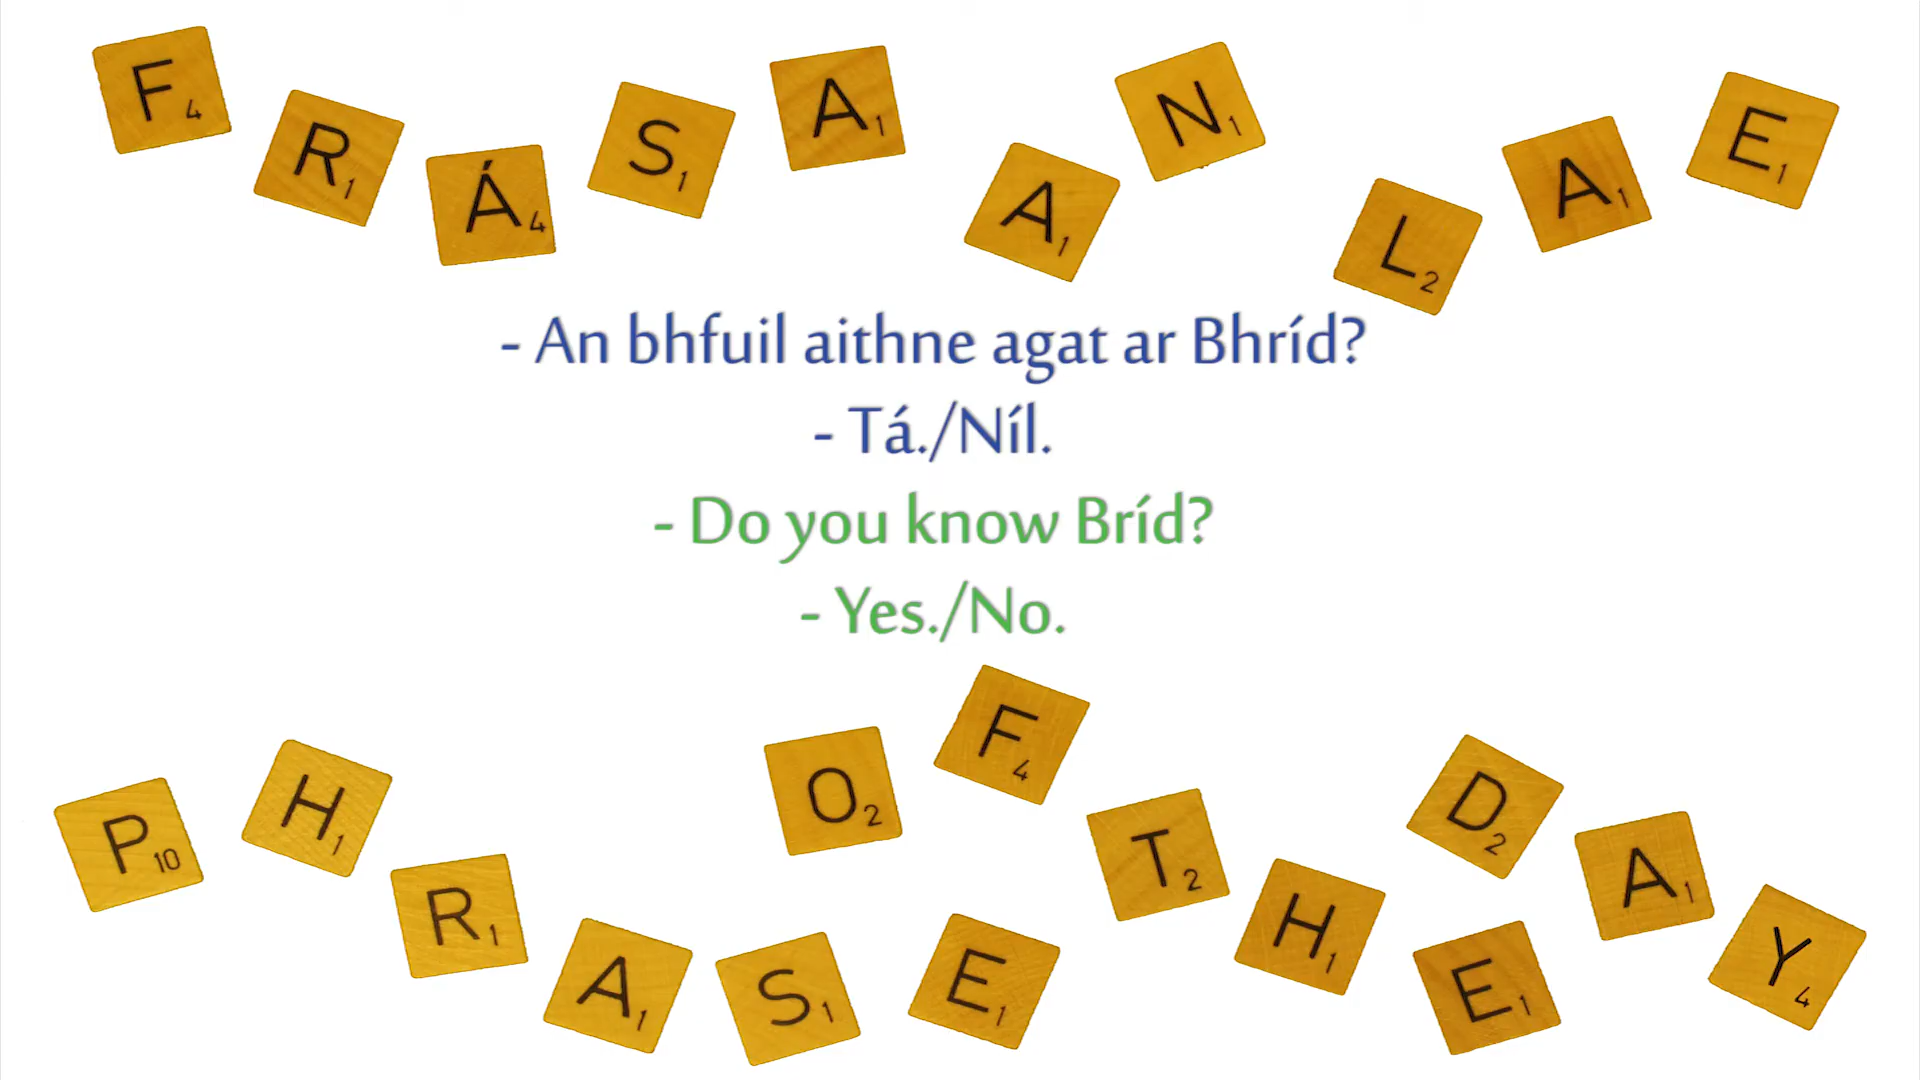 FRÁSA AN LAE
- An bhfuil aithne agat ar Bhríd?
- Tá./Níl.
- Do you know Bríd?
- Yes./No.
PHRASE OF THE DAY